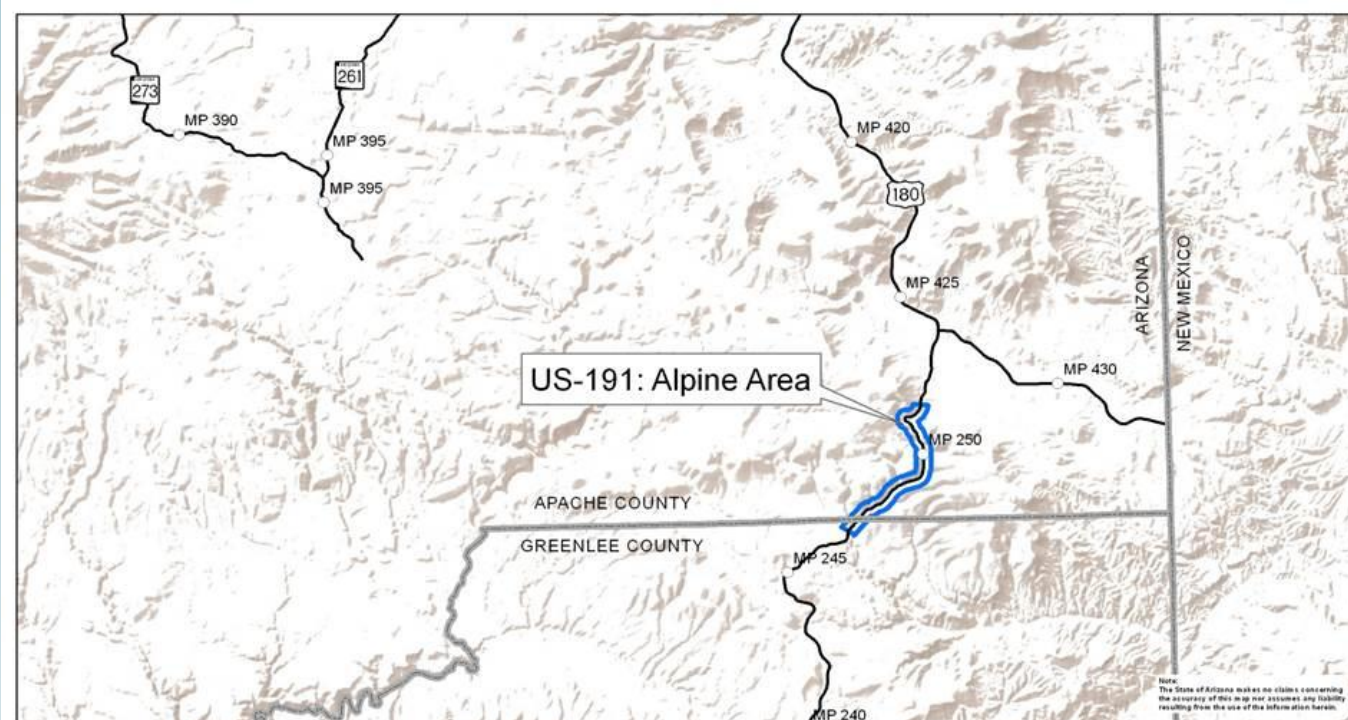 273
261
MP 390
MP 395
MP 395
MP 420
180
MP 425
ARIZONA
NEW MEXICO
MP 430
US-191: Alpine Area
MP 250
APACHE COUNTY
GREENLEE COUNTY
MP 245
MP 240
Note:
The State of Arizona makes no claims concerning
the accuracy of this map nor assumes any liability
resulting from the use of the information herein.